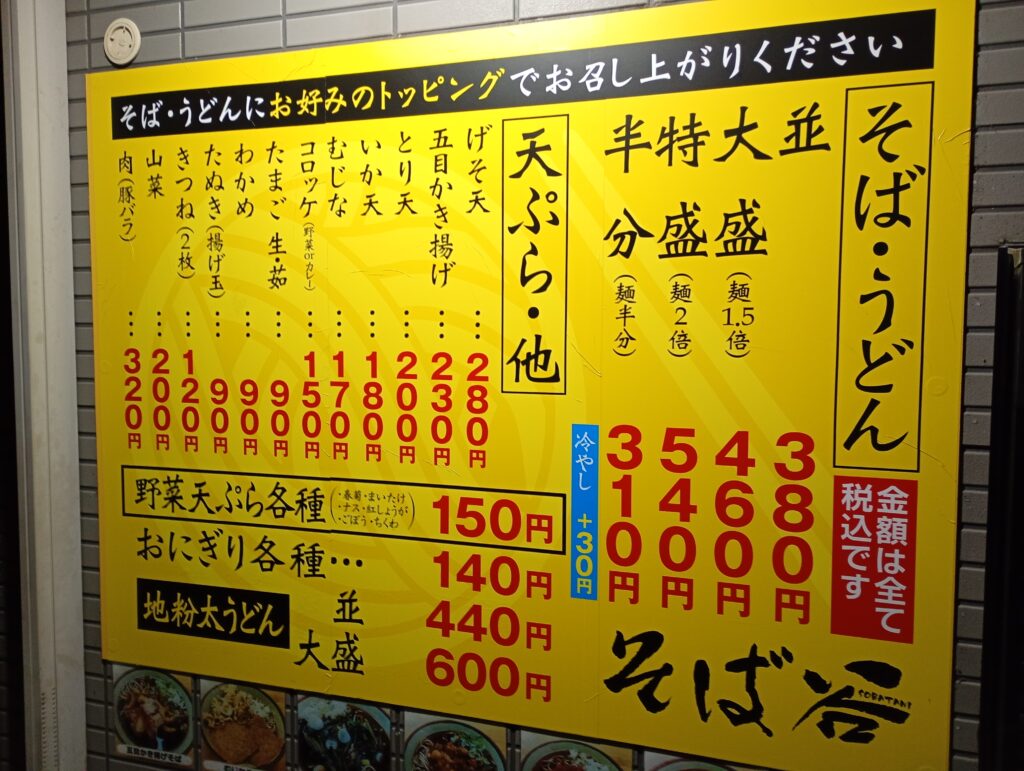 そば・うどんにお好みのトッピングでお召し上がりください
そば・うどん
金額は全て
税込です
並 380円
大盛(麺1.5倍) 460円
特盛(麺2倍) 540円
半分(麺半分) 310円
冷やし +30円
天ぷら・他
げそ天…280円
五目かき揚げ…230円
とり天…200円
いか天…180円
むじな…170円
コロッケ(野菜orカレー)…150円
たまご 生・茹…90円
わかめ…90円
たぬき(揚げ玉)…90円
きつね(2枚)…120円
山菜…200円
肉(豚バラ)…320円
野菜天ぷら各種 150円
・春菊・まいたけ
・ナス・紅しょうが
・ごぼう・ちくわ
おにぎり各種… 140円
地粉太うどん 並 440円
大盛 600円
そば谷
SOBATANI
五目かき揚げそば